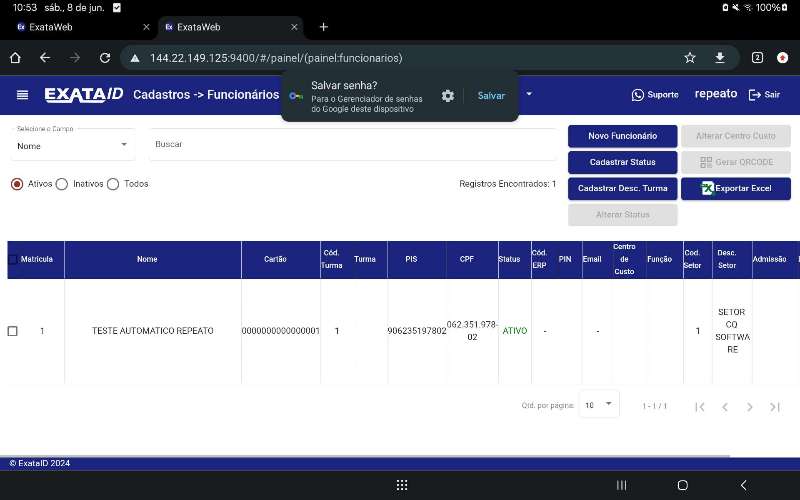 10:53 sáb., 8 de jun.
100%
ExataWeb
ExataWeb
144.22.149.125:9400/#/painel/(painel:funcionarios)
2
EXATAID Cadastros -> Funcionários
Salvar senha?
Para o Gerenciador de senhas
do Google deste dispositivo
Salvar
Suporte
repeato
Sair
Selecione o Campo
Nome
Buscar
Ativos Inativos Todos
Registros Encontrados: 1
Novo Funcionário
Alterar Centro Custo
Cadastrar Status
Gerar QRCODE
Cadastrar Desc. Turma
Exportar Excel
Alterar Status
Matricula Nome Cartão Cód. Turma Turma PIS CPF Status Cód. ERP PIN Email Centro de Custo Função Cod. Setor Desc. Setor Admissão
1 TESTE AUTOMATICO REPEATO 0000000000000001 1 906235197802 062.351.978-02 ATIVO - - 1 SETOR CQ SOFTWARE
Qtd. por página: 10 1 - 1 / 1
© ExataID 2024